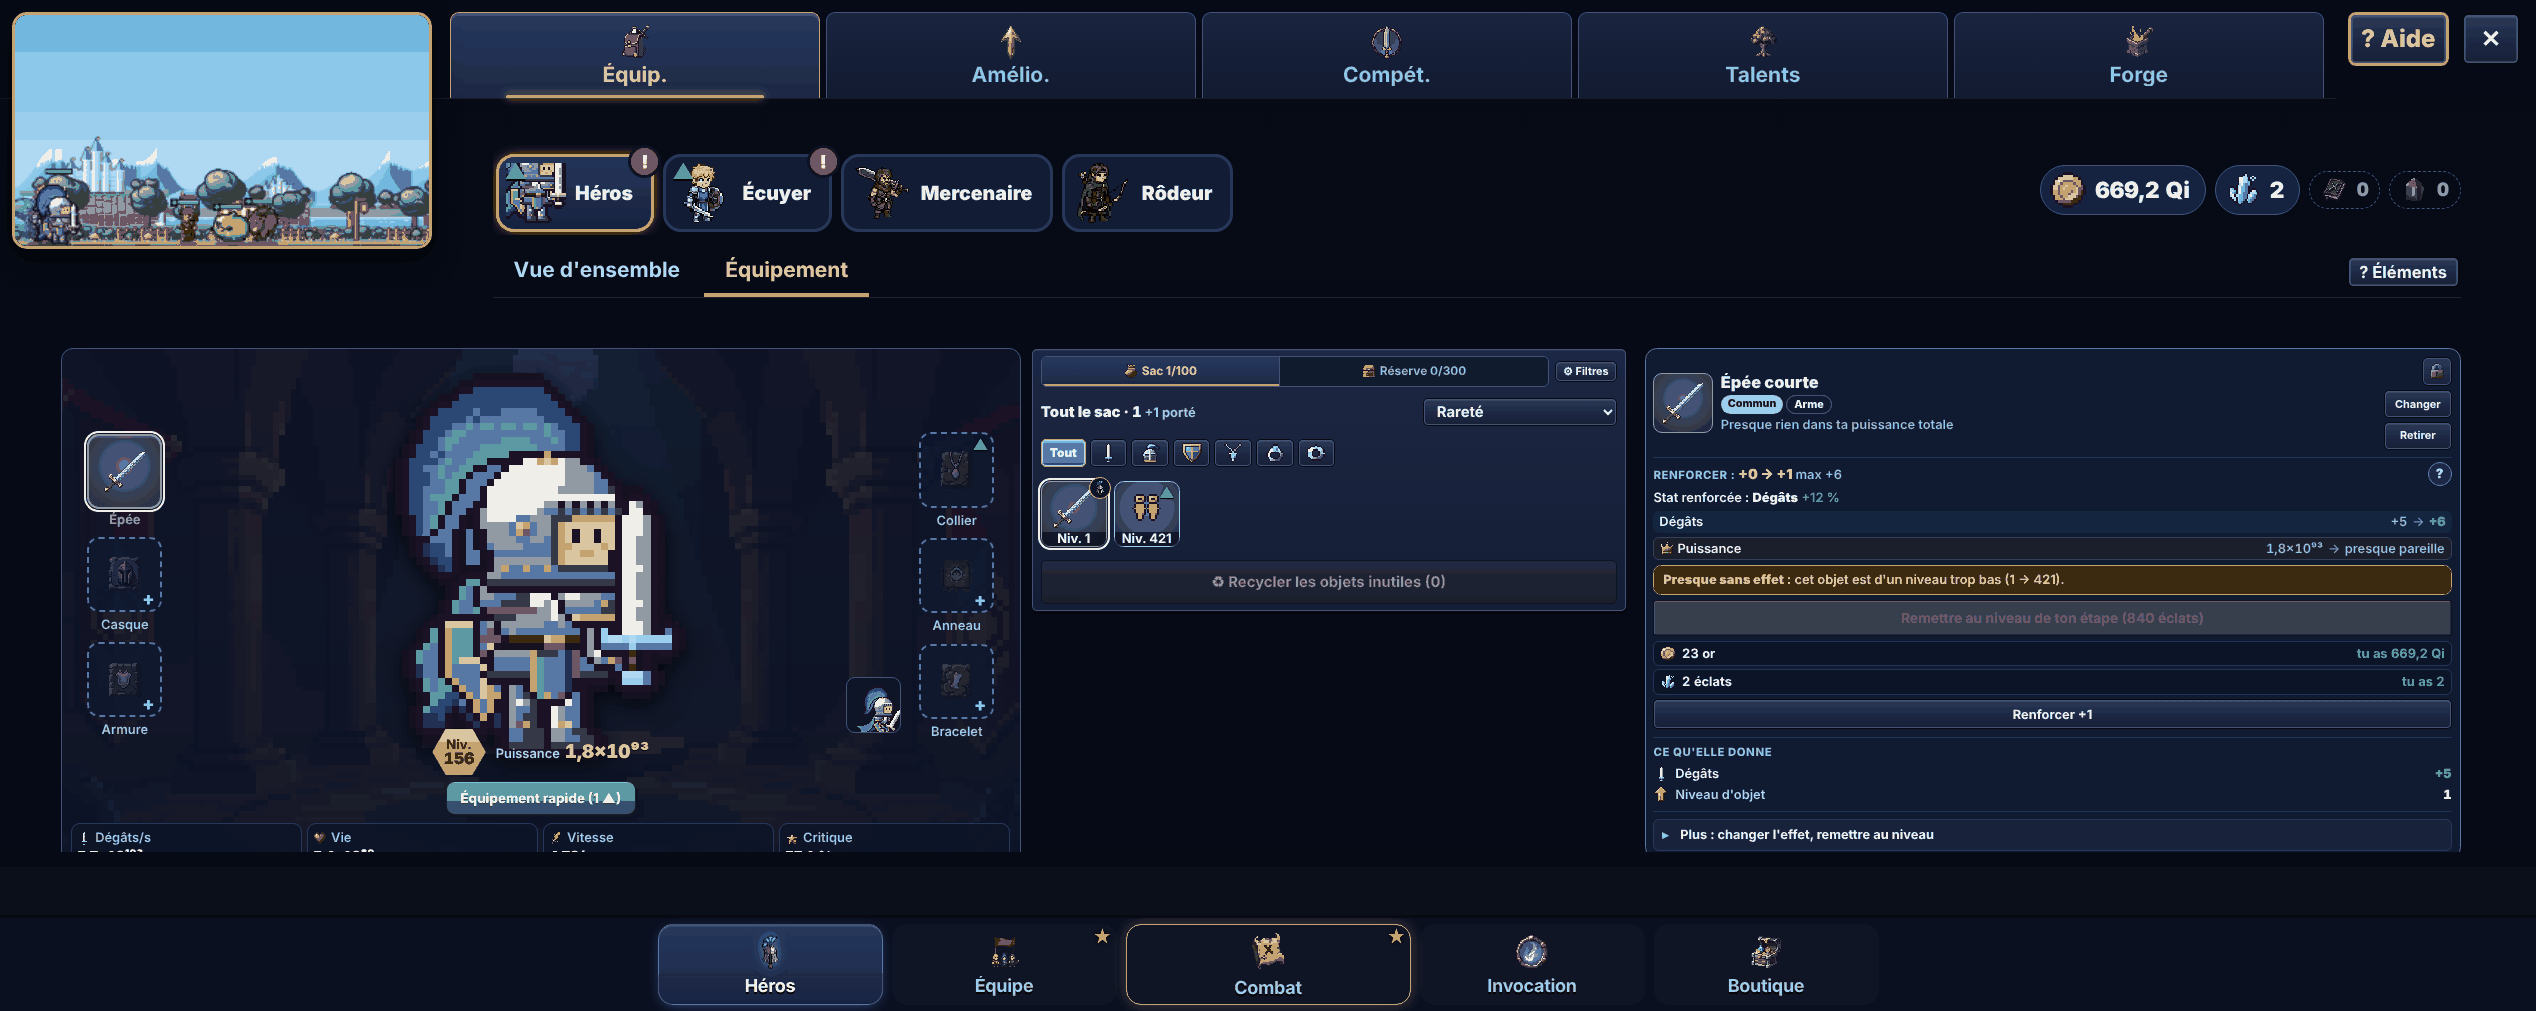 Équip.
Amélio.
Compét.
Talents
Forge
? Aide
×
Héros
!
Écuyer
!
Mercenaire
Rôdeur
669,2 Qi
2
0
0
Vue d'ensemble
Équipement
? Éléments
Épée
Casque
Armure
Collier
Anneau
Bracelet
Niv. 156
Puissance 1,8×10⁹³
Équipement rapide (1 ▲)
Dégâts/s
Vie
Vitesse
Critique
Sac 1/100
Réserve 0/300
Filtres
Tout le sac · 1 +1 porté
Rareté
Tout
Niv. 1
Niv. 421
Recycler les objets inutiles (0)
Épée courte
Commun
Arme
Presque rien dans ta puissance totale
Changer
Retirer
RENFORCER : +0 → +1 max +6
?
Stat renforcée : Dégâts +12 %
Dégâts
+5 → +6
Puissance
1,8×10⁹³ → presque pareille
Presque sans effet : cet objet est d'un niveau trop bas (1 → 421).
Remettre au niveau de ton étape (840 éclats)
23 or
tu as 669,2 Qi
2 éclats
tu as 2
Renforcer +1
CE QU'ELLE DONNE
Dégâts
+5
Niveau d'objet
1
Plus : changer l'effet, remettre au niveau
Héros
Équipe
Combat
Invocation
Boutique